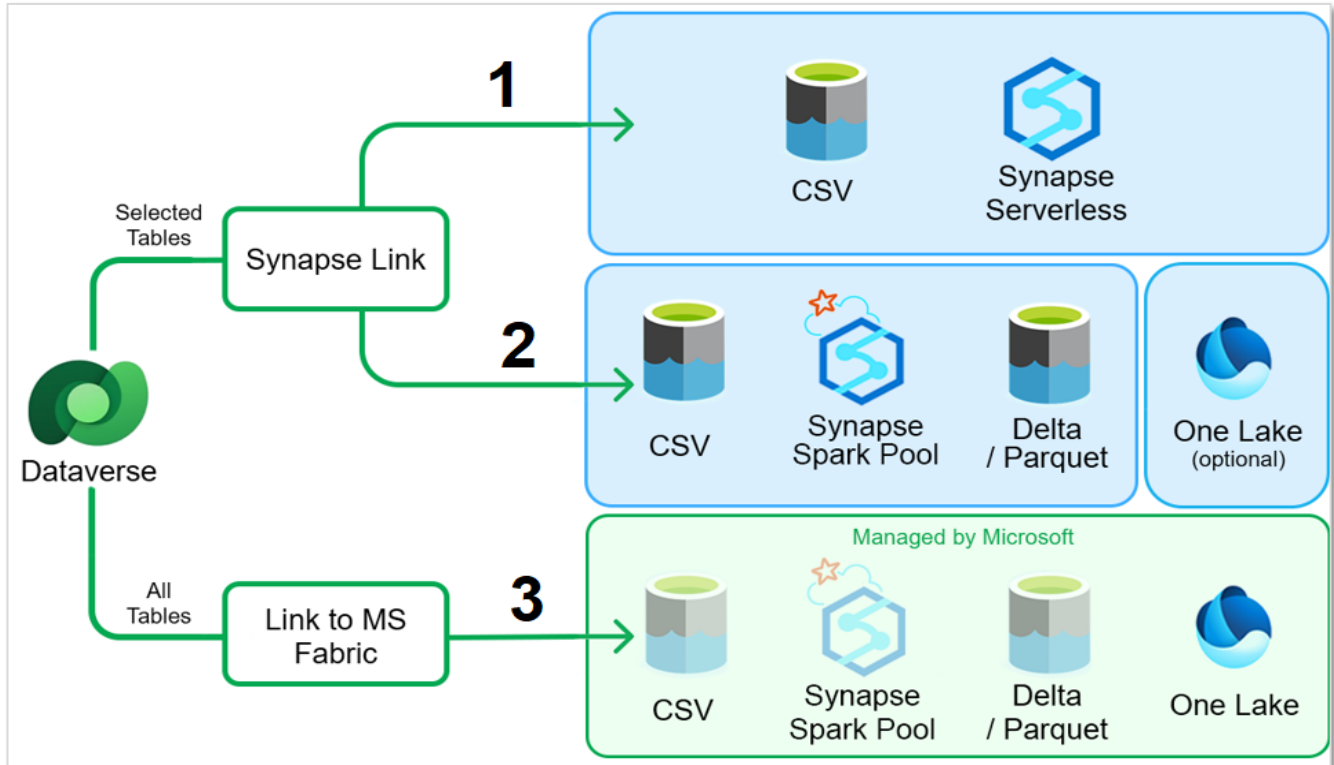 1
CSV
Synapse
Serverless
Selected
Tables
Synapse Link
2
CSV
Synapse
Spark Pool
Delta
/ Parquet
One Lake
(optional)
Dataverse
All
Tables
Link to MS
Fabric
3
Managed by Microsoft
CSV
Synapse
Spark Pool
Delta
/ Parquet
One Lake